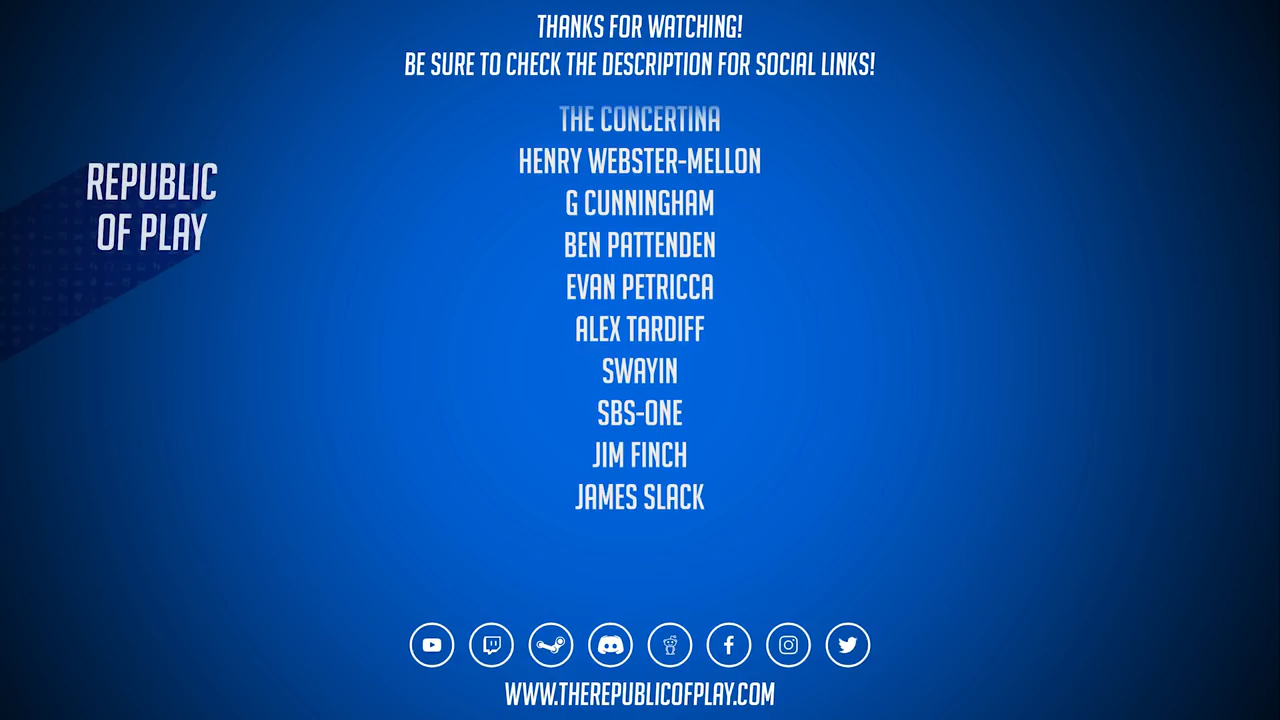 THANKS FOR WATCHING!
BE SURE TO CHECK THE DESCRIPTION FOR SOCIAL LINKS!
REPUBLIC
OF PLAY
THE CONCERTINA
HENRY WEBSTER-MELLON
G CUNNINGHAM
BEN PATTENDEN
EVAN PETRICCA
ALEX TARDIFF
SWAYIN
SBS-ONE
JIM FINCH
JAMES SLACK
WWW.THEREPUBLICOFPLAY.COM